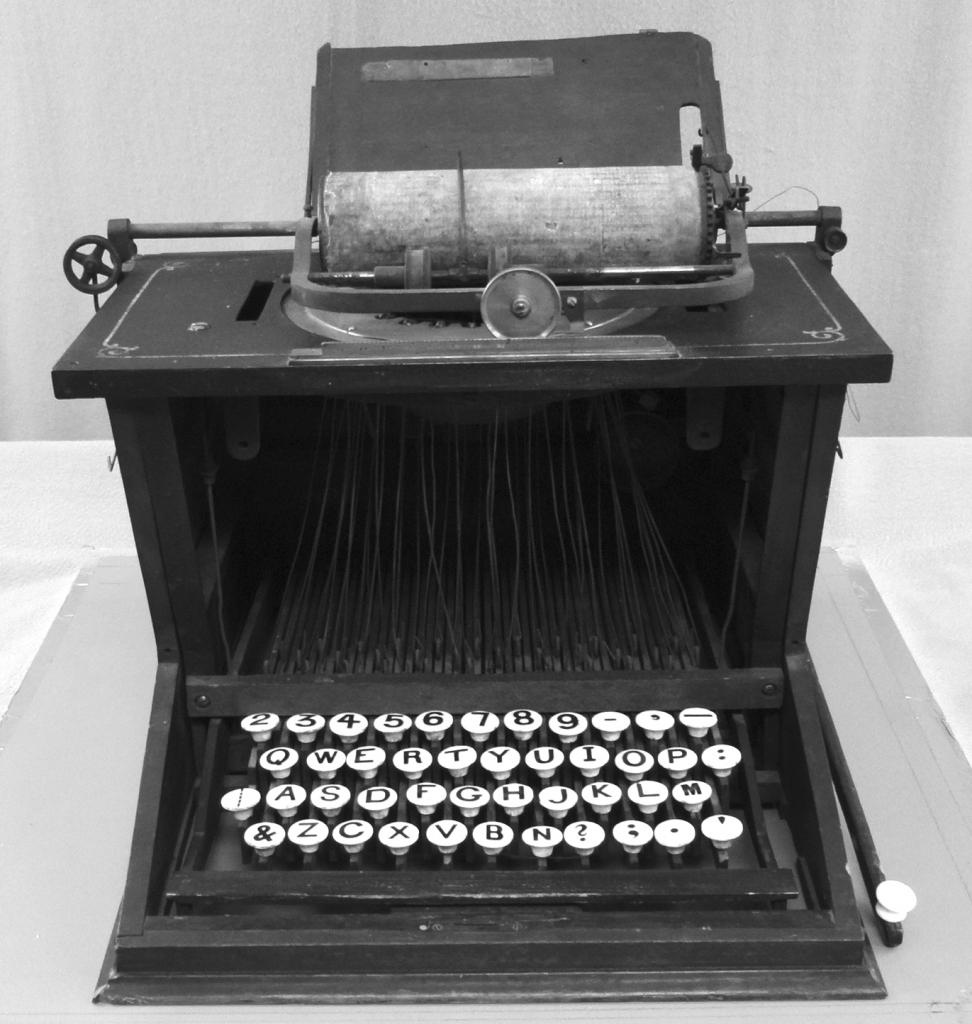 2 3 4 5 6 7 8 9 - , —
Q W E R T Y U I O P :
¦ A S D F G H J K L M
& Z C X V B N ? ; . '